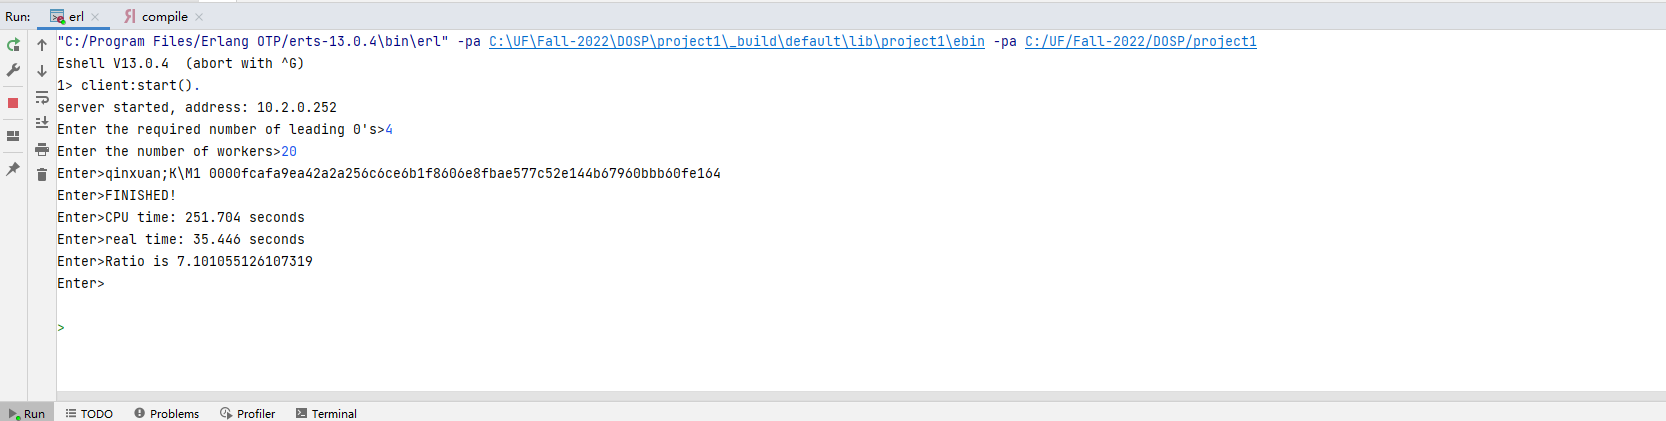 Run: erl compile
"C:/Program Files/Erlang OTP/erts-13.0.4\bin\erl" -pa C:\UF\Fall-2022\DOSP\project1\_build\default\lib\project1\ebin -pa C:/UF/Fall-2022/DOSP/project1
Eshell V13.0.4  (abort with ^G)
1> client:start().
server started, address: 10.2.0.252
Enter the required number of leading 0's>4
Enter the number of workers>20
Enter>qinxuan;K\M1 0000fcafa9ea42a2a256c6ce6b1f8606e8fbae577c52e144b67960bbb60fe164
Enter>FINISHED!
Enter>CPU time: 251.704 seconds
Enter>real time: 35.446 seconds
Enter>Ratio is 7.101055126107319
Enter>
>
Run TODO Problems Profiler Terminal